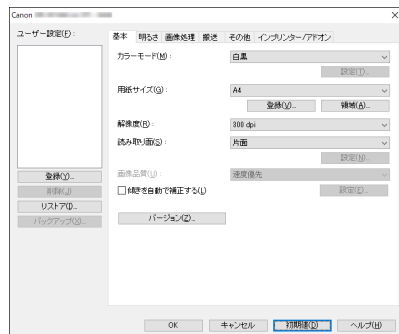 Canon
ユーザー設定(F):
登録(Y)...
削除(J)
リストア(I)...
バックアップ(X)...
基本 明るさ 画像処理 搬送 その他 インプリンター/アドオン
カラーモード(M): 白黒
設定(T)...
用紙サイズ(G): A4
登録(V)... 領域(A)...
解像度(R): 300 dpi
読み取り面(S): 片面
設定(N)...
画像品質(U): 速度優先
傾きを自動で補正する(L) 設定(E)...
バージョン(Z)...
OK キャンセル 初期値(D) ヘルプ(H)